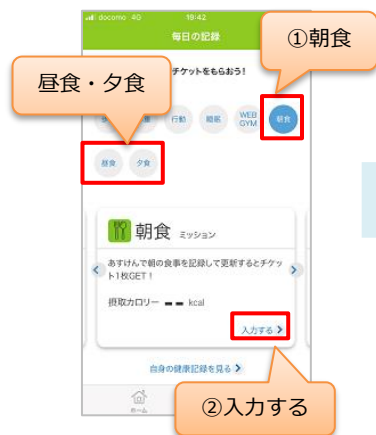 docomo 4G 18:42
毎日の記録
①朝食
チケットをもらおう!
昼食・夕食
行動 睡眠 WEB GYM 朝食
昼食 夕食
朝食 ミッション
あすけんで朝の食事を記録して更新するとチケッ
ト1枚GET!
摂取カロリー -- kcal
入力する
自身の健康記録を見る
②入力する
ホーム